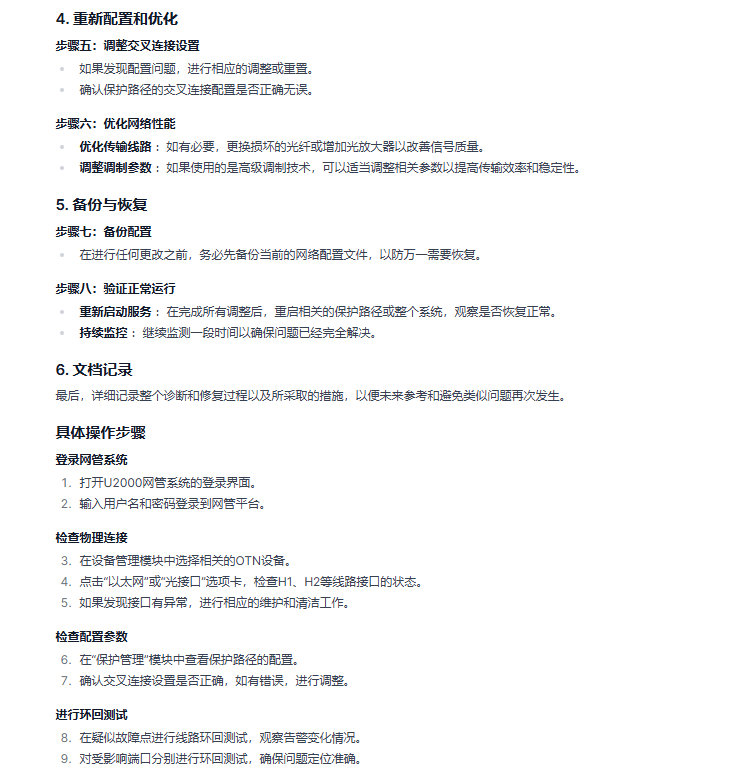 4. 重新配置和优化
步骤五：调整交叉连接设置
如果发现配置问题，进行相应的调整或重置。
确认保护路径的交叉连接配置是否正确无误。
步骤六：优化网络性能
优化传输线路 ：如有必要，更换损坏的光纤或增加光放大器以改善信号质量。
调整调制参数 ：如果使用的是高级调制技术，可以适当调整相关参数以提高传输效率和稳定性。
5. 备份与恢复
步骤七：备份配置
在进行任何更改之前，务必先备份当前的网络配置文件，以防万一需要恢复。
步骤八：验证正常运行
重新启动服务 ：在完成所有调整后，重启相关的保护路径或整个系统，观察是否恢复正常。
持续监控 ：继续监测一段时间以确保问题已经完全解决。
6. 文档记录
最后，详细记录整个诊断和修复过程以及所采取的措施，以便未来参考和避免类似问题再次发生。
具体操作步骤
登录网管系统
1. 打开U2000网管系统的登录界面。
2. 输入用户名和密码登录到网管平台。
检查物理连接
3. 在设备管理模块中选择相关的OTN设备。
4. 点击“以太网”或“光接口”选项卡，检查H1、H2等线路接口的状态。
5. 如果发现接口有异常，进行相应的维护和清洁工作。
检查配置参数
6. 在“保护管理”模块中查看保护路径的配置。
7. 确认交叉连接设置是否正确，如有错误，进行调整。
进行环回测试
8. 在疑似故障点进行线路环回测试，观察告警变化情况。
9. 对受影响端口分别进行环回测试，确保问题定位准确。